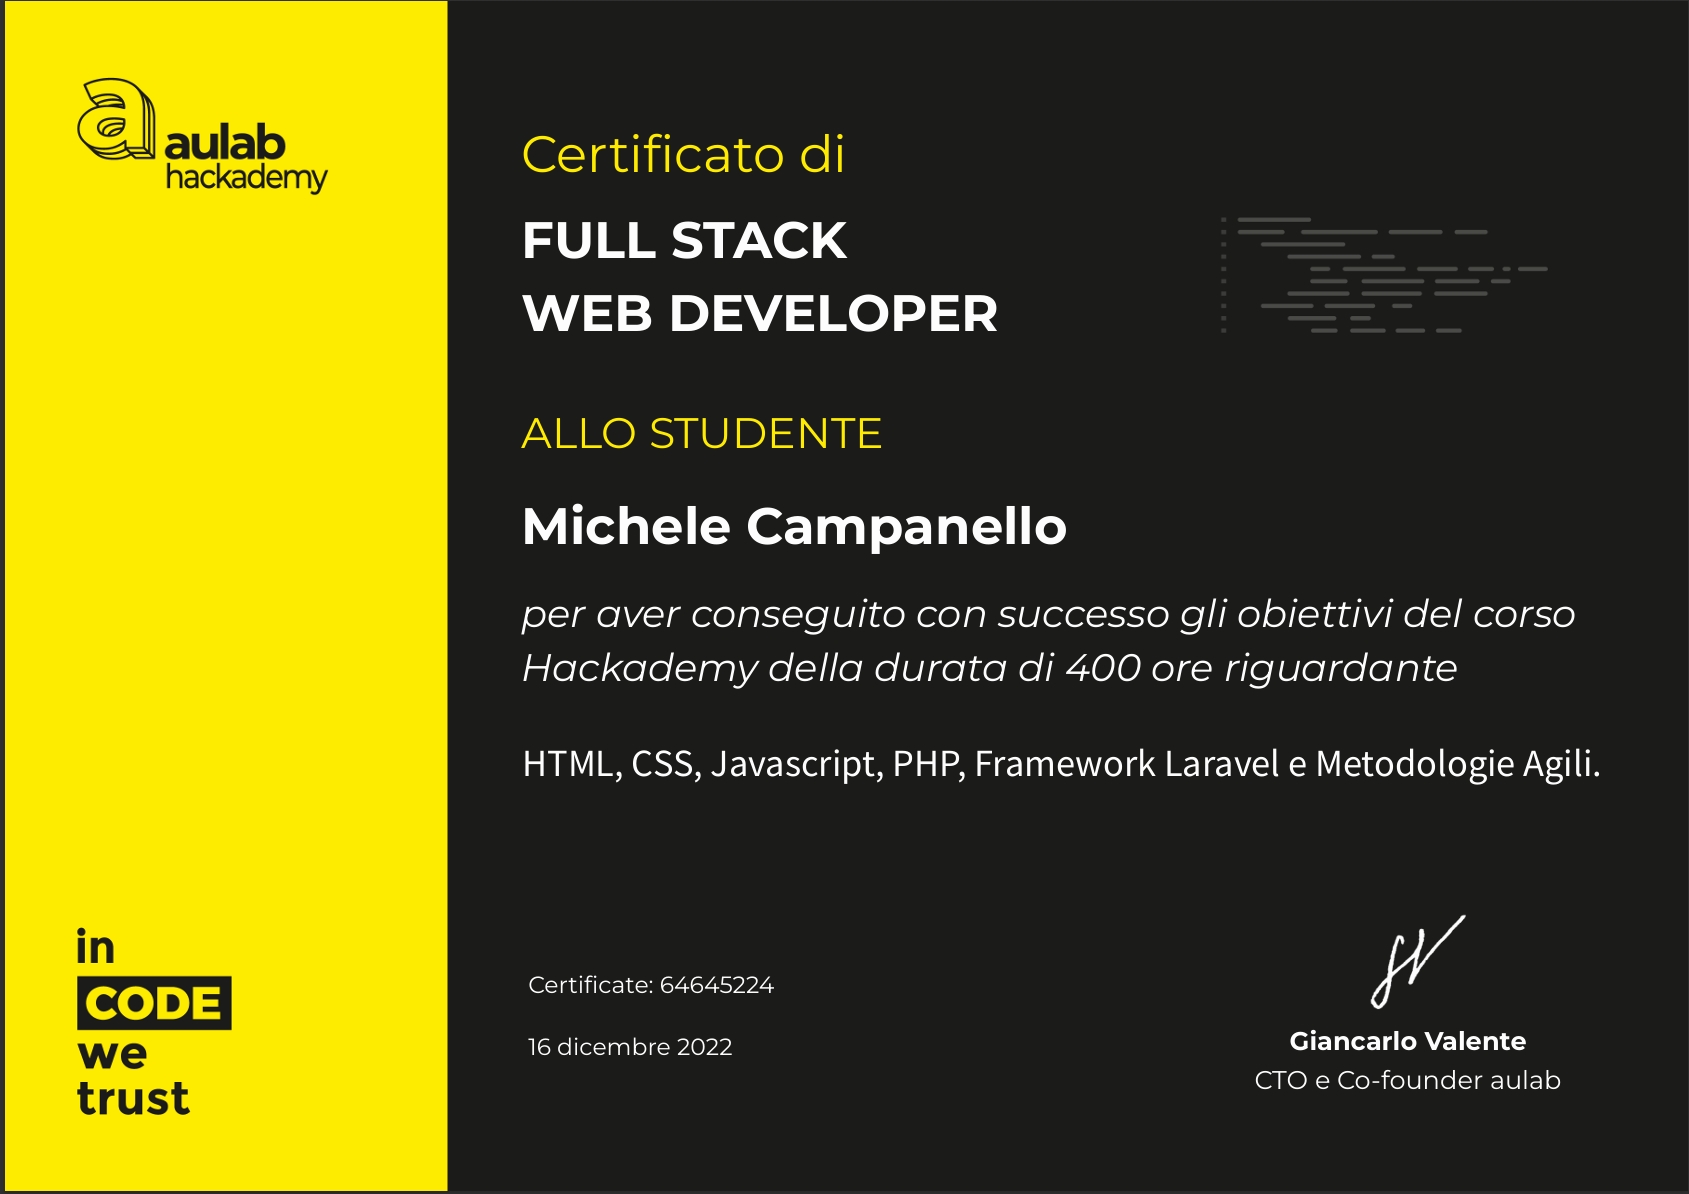 aulab
hackademy
Certificato di
FULL STACK
WEB DEVELOPER
ALLO STUDENTE
Michele Campanello
per aver conseguito con successo gli obiettivi del corso
Hackademy della durata di 400 ore riguardante
HTML, CSS, Javascript, PHP, Framework Laravel e Metodologie Agili.
in
CODE
we
trust
Certificate: 64645224
16 dicembre 2022
Giancarlo Valente
CTO e Co-founder aulab